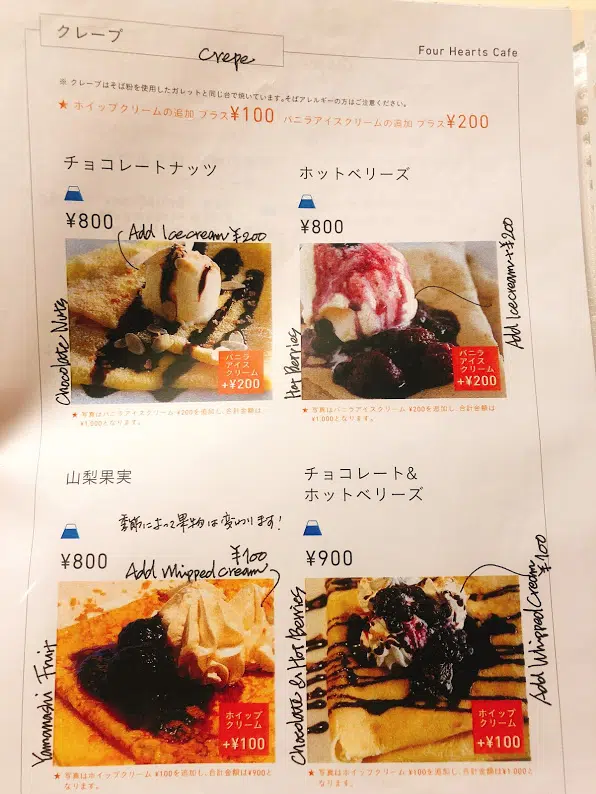 クレープ
crepe
Four Hearts Cafe
※ クレープはそば粉を使用したガレットと同じ台で焼いています。そばアレルギーの方はご注意ください。
★ ホイップクリームの追加 プラス¥100 バニラアイスクリームの追加 プラス¥200
チョコレートナッツ
¥800
Add Icecream ¥200
Chocolate Nuts
バニラ
アイス
クリーム
+¥200
★ 写真はバニラアイスクリーム ¥200を追加し、合計金額は
¥1,000となります。
ホットベリーズ
¥800
Add Icecream +¥200
Hot Berries
バニラ
アイス
クリーム
+¥200
★ 写真はバニラアイスクリーム ¥200を追加し、合計金額は
¥1,000となります。
山梨果実
季節によって果物は変わります!
¥800
¥100
Add Whipped Cream
Yamanashi Fruit
ホイップ
クリーム
+¥100
★ 写真はホイップクリーム ¥100を追加し、合計金額は¥900と
なります。
チョコレート&
ホットベリーズ
¥900
Add Whipped Cream ¥100
Chocolate & Hot Berries
ホイップ
クリーム
+¥100
★ 写真はホイップクリーム ¥100を追加し、合計金額は¥1,000と
なります。